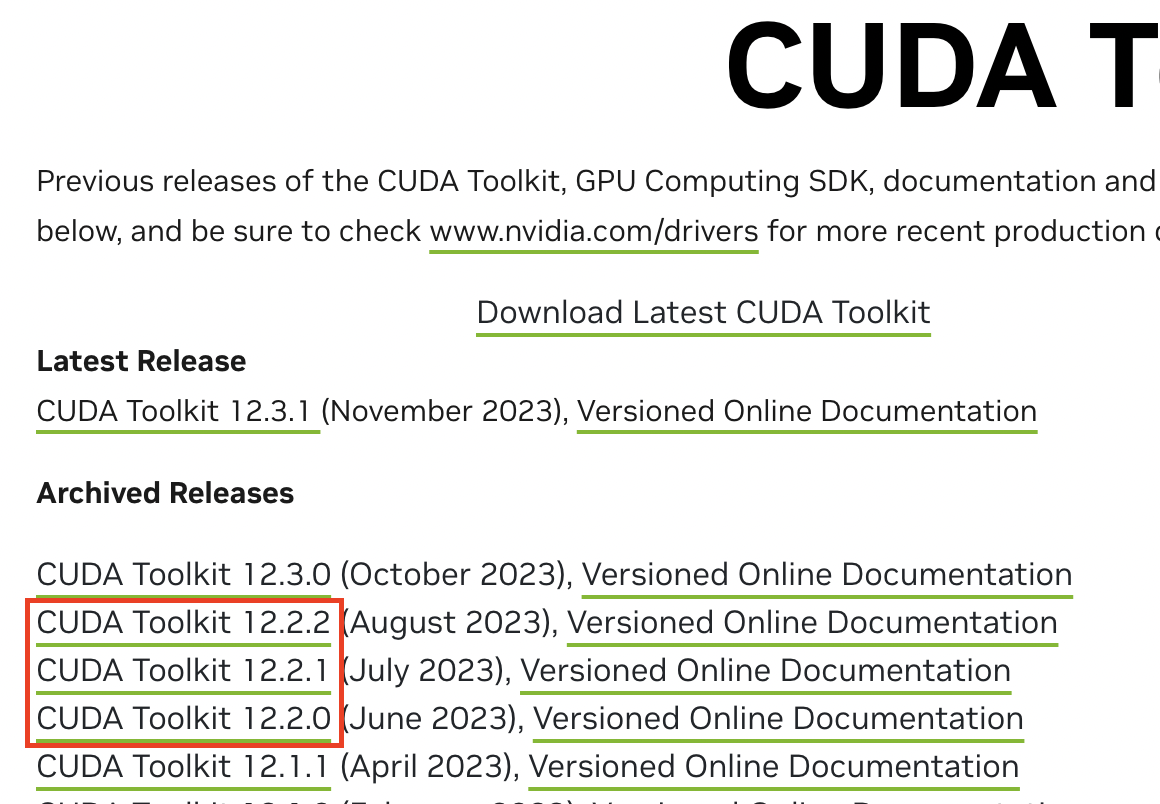 CUDA
Previous releases of the CUDA Toolkit, GPU Computing SDK, documentation and
below, and be sure to check www.nvidia.com/drivers for more recent production
Download Latest CUDA Toolkit
Latest Release
CUDA Toolkit 12.3.1 (November 2023), Versioned Online Documentation
Archived Releases
CUDA Toolkit 12.3.0 (October 2023), Versioned Online Documentation
CUDA Toolkit 12.2.2 (August 2023), Versioned Online Documentation
CUDA Toolkit 12.2.1 (July 2023), Versioned Online Documentation
CUDA Toolkit 12.2.0 (June 2023), Versioned Online Documentation
CUDA Toolkit 12.1.1 (April 2023), Versioned Online Documentation